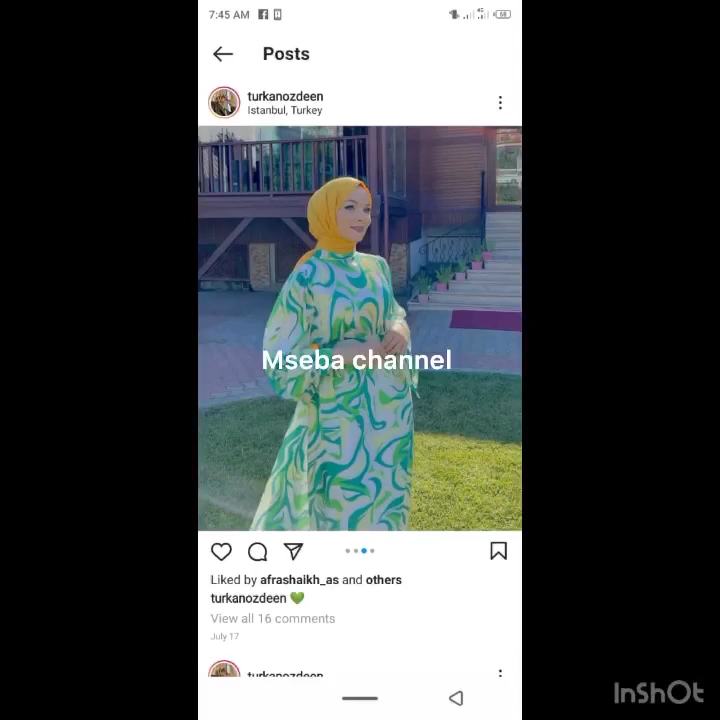 7:45 AM
Posts
turkanozdeen
Istanbul, Turkey
Mseba channel
Liked by afrashaikh_as and others
turkanozdeen 💚
View all 16 comments
July 17
turkanozdeen
InShOt